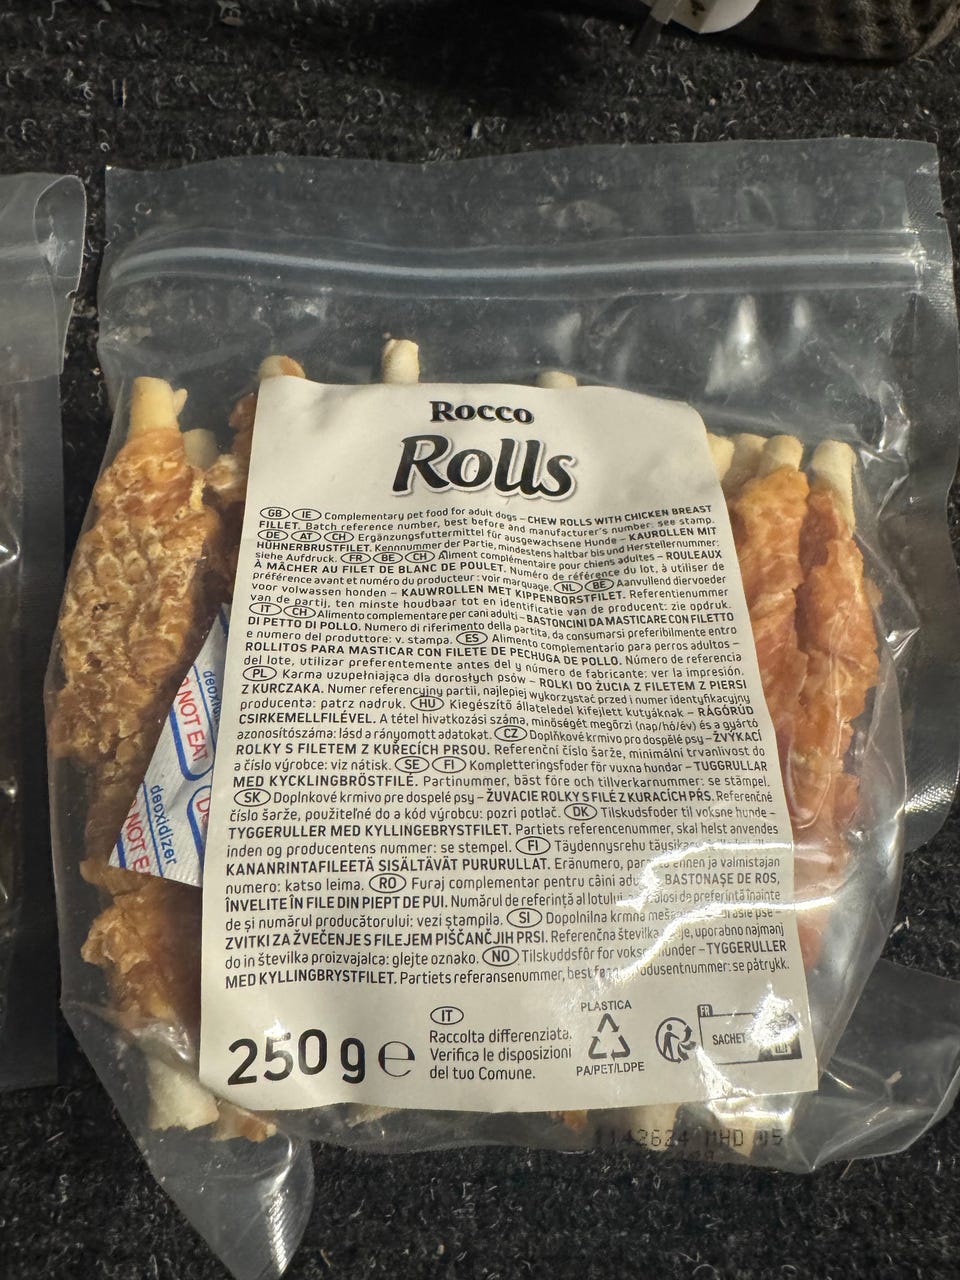 Rocco
Rolls
GB IE Complementary pet food for adult dogs – CHEW ROLLS WITH CHICKEN BREAST
FILLET. Batch reference number, best before and manufacturer's number: see stamp.
DE AT CH Ergänzungsfuttermittel für ausgewachsene Hunde – KAUROLLEN MIT
HÜHNERBRUSTFILET. Kennnummer der Partie, mindestens haltbar bis und Herstellernummer:
siehe Aufdruck. FR BE CH Aliment complémentaire pour chiens adultes – ROULEAUX
À MÂCHER AU FILET DE BLANC DE POULET. Numéro de référence du lot, à utiliser de
préférence avant et numéro du producteur : voir marquage. NL BE Aanvullend diervoeder
voor volwassen honden – KAUWROLLEN MET KIPPENBORSTFILET. Referentienummer
van de partij, ten minste houdbaar tot en identificatie van de producent: zie opdruk.
IT CH Alimento complementare per cani adulti – BASTONCINI DA MASTICARE CON FILETTO
DI PETTO DI POLLO. Numero di riferimento della partita, da consumarsi preferibilmente entro
e numero del produttore: v. stampa. ES Alimento complementario para perros adultos –
ROLLITOS PARA MASTICAR CON FILETE DE PECHUGA DE POLLO. Número de referencia
del lote, utilizar preferentemente antes del y número de fabricante: ver la impresión.
PL Karma uzupełniająca dla dorosłych psów – ROLKI DO ŻUCIA Z FILETEM Z PIERSI
Z KURCZAKA. Numer referencyjny partii, najlepiej wykorzystać przed i numer identyfikacyjny
producenta: patrz nadruk. HU Kiegészítő állateledel kifejlett kutyáknak – RÁGÓRÚD
CSIRKEMELLFILÉVEL. A tétel hivatkozási száma, minőségét megőrzi (nap/hó/év) és a gyártó
azonosítószáma: lásd a rányomott adatokat. CZ Doplňkové krmivo pro dospělé psy – ŽVÝKACÍ
ROLKY S FILETEM Z KUŘECÍCH PRSOU. Referenční číslo šarže, minimální trvanlivost do
a číslo výrobce: viz nátisk. SE FI Kompletteringsfoder för vuxna hundar – TUGGRULLAR
MED KYCKLINGBRÖSTFILÉ. Partinummer, bäst före och tillverkarnummer: se stämpel.
SK Doplnkové krmivo pre dospelé psy – ŽUVACIE ROLKY S FILÉ Z KURACÍCH PŔS. Referenčné
číslo šarže, použiteľné do a kód výrobcu: pozri potlač. DK Tilskudsfoder til voksne hunde –
TYGGERULLER MED KYLLINGEBRYSTFILET. Partiets referencenummer, skal helst anvendes
inden og producentens nummer: se stempel. FI Täydennysrehu
KANANRINTAFILEETÄ SISÄLTÄVÄT PURURULLAT. Eränumero, ennen ja valmistajan
numero: katso leima. RO Furaj complementar pentru câini BASTONAȘE DE ROS,
ÎNVELITE ÎN FILE DIN PIEPT DE PUI. Numărul de referință al lotului, de preferință înainte
de și numărul producătorului: vezi ștampila. SI Dopolnilna krmna pse –
ZVITKI ZA ŽVEČENJE S FILEJEM PIŠČANČJIH PRSI. Referenčna številka uporabno najmanj
do in številka proizvajalca: glejte oznako. NO Tilskuddsfôr for hunder – TYGGERULLER
MED KYLLINGBRYSTFILET. Partiets referansenummer, best se påtrykk.
250 g e
IT
Raccolta differenziata.
Verifica le disposizioni
del tuo Comune.
PLASTICA
PA/PET/LDPE
FR
SACHET
DO NOT EAT
deoxidizer
MHD